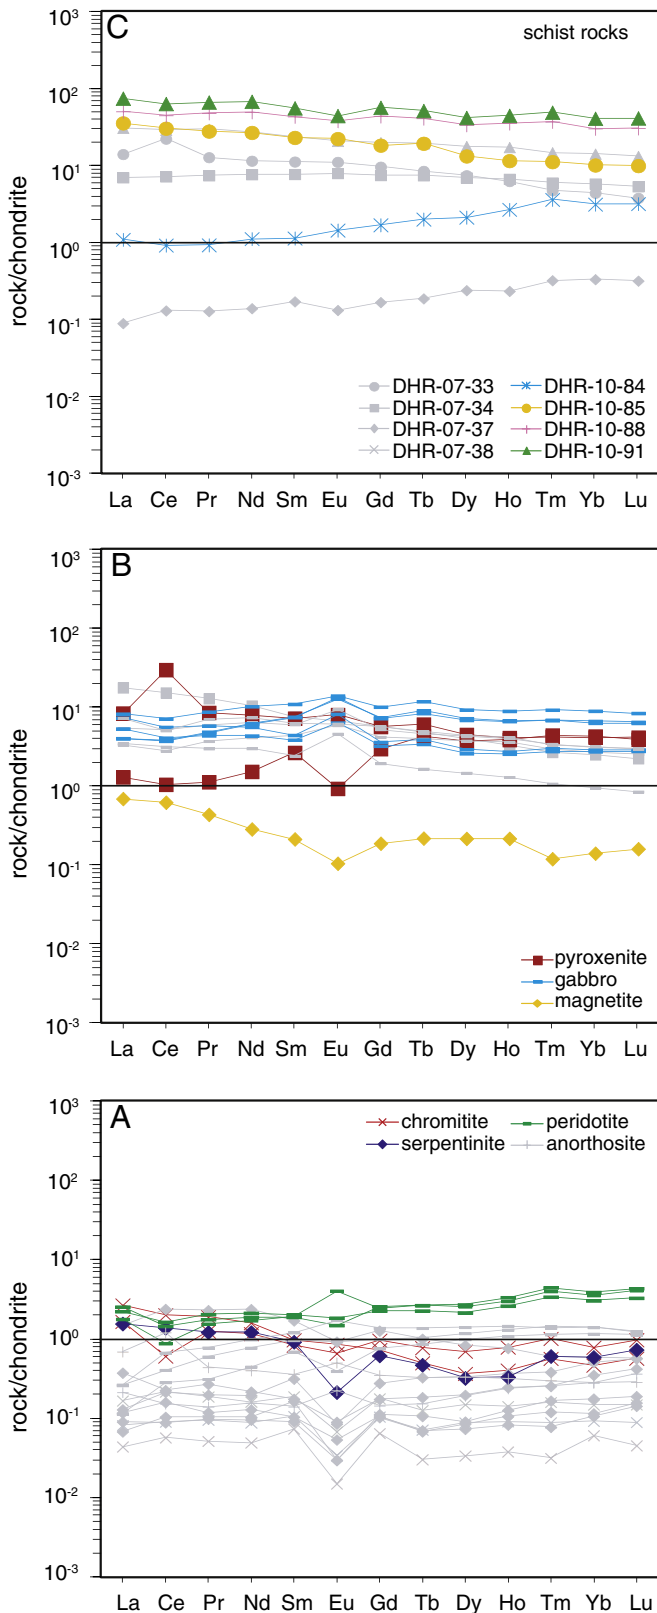 C
schist rocks
10³
10²
10¹
10⁰
10⁻¹
10⁻²
10⁻³
rock/chondrite
DHR-07-33
DHR-07-34
DHR-07-37
DHR-07-38
DHR-10-84
DHR-10-85
DHR-10-88
DHR-10-91
La Ce Pr Nd Sm Eu Gd Tb Dy Ho Tm Yb Lu
B
10³
10²
10¹
10⁰
10⁻¹
10⁻²
10⁻³
rock/chondrite
pyroxenite
gabbro
magnetite
La Ce Pr Nd Sm Eu Gd Tb Dy Ho Tm Yb Lu
A
10³
10²
10¹
10⁰
10⁻¹
10⁻²
10⁻³
rock/chondrite
chromitite
serpentinite
peridotite
anorthosite
La Ce Pr Nd Sm Eu Gd Tb Dy Ho Tm Yb Lu